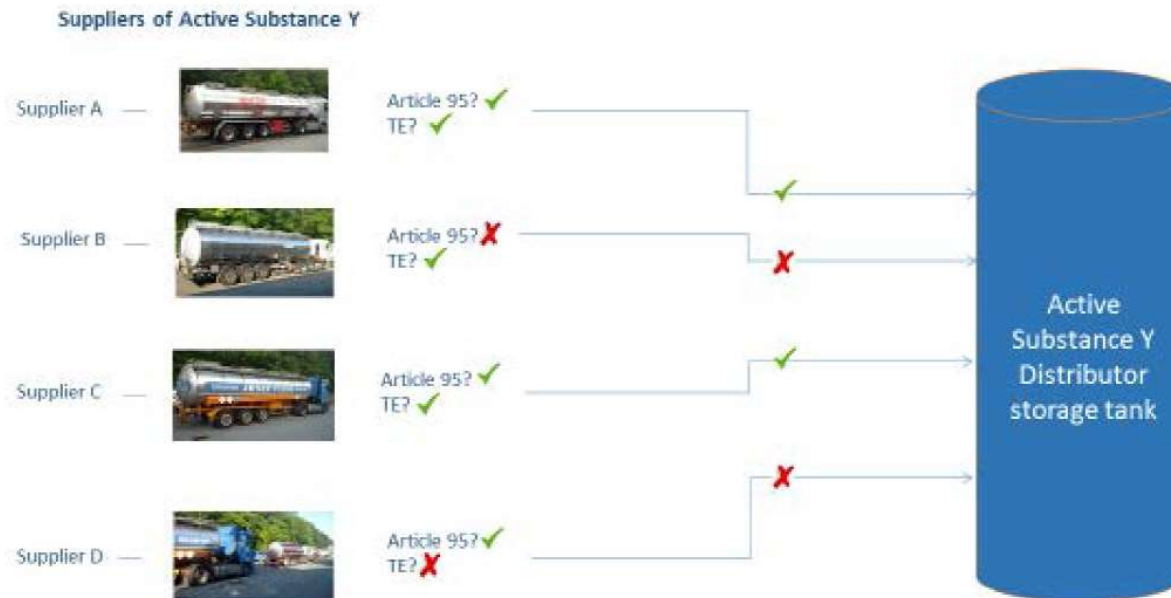 Suppliers of Active Substance Y
Supplier A
Article 95? ✓
TE? ✓
✓
Supplier B
Article 95? ✗
TE? ✓
✗
Supplier C
Article 95? ✓
TE? ✓
✓
Supplier D
Article 95? ✓
TE? ✗
✗
Active
Substance Y
Distributor
storage tank